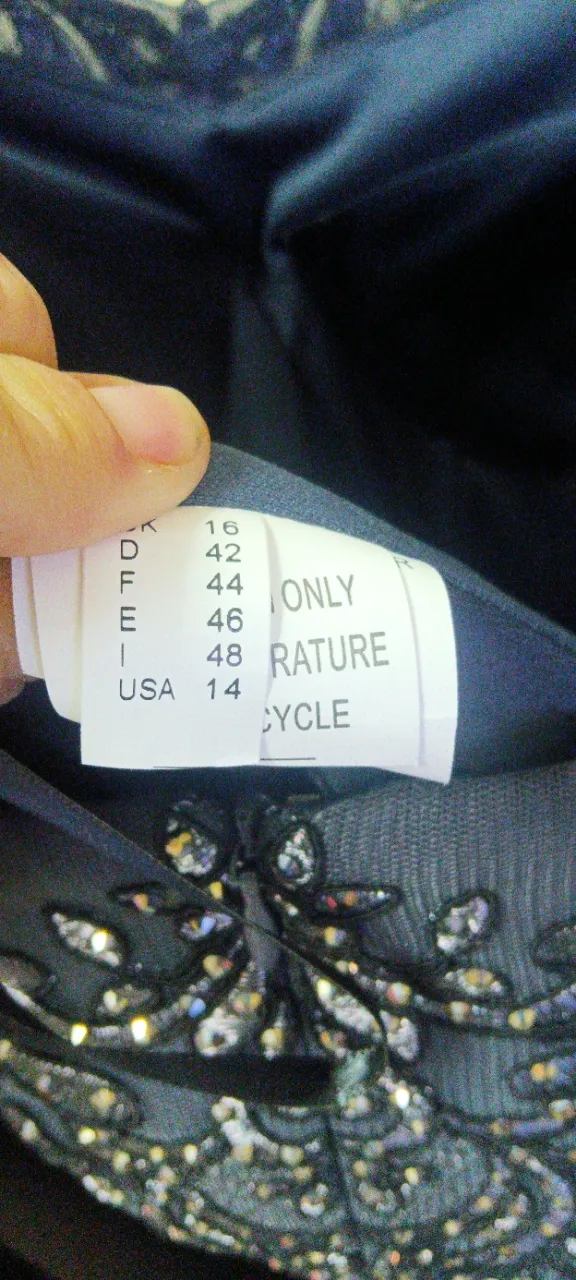 16
D 42
F 44
E 46
I 48
USA 14
ONLY
RATURE
CYCLE